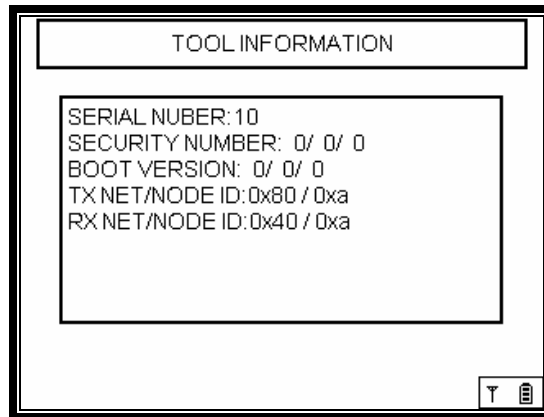 TOOL INFORMATION
SERIAL NUBER:10
SECURITY NUMBER: 0/ 0/ 0
BOOT VERSION: 0/ 0/ 0
TX NET/NODE ID:0x80 / 0xa
RX NET/NODE ID:0x40 / 0xa